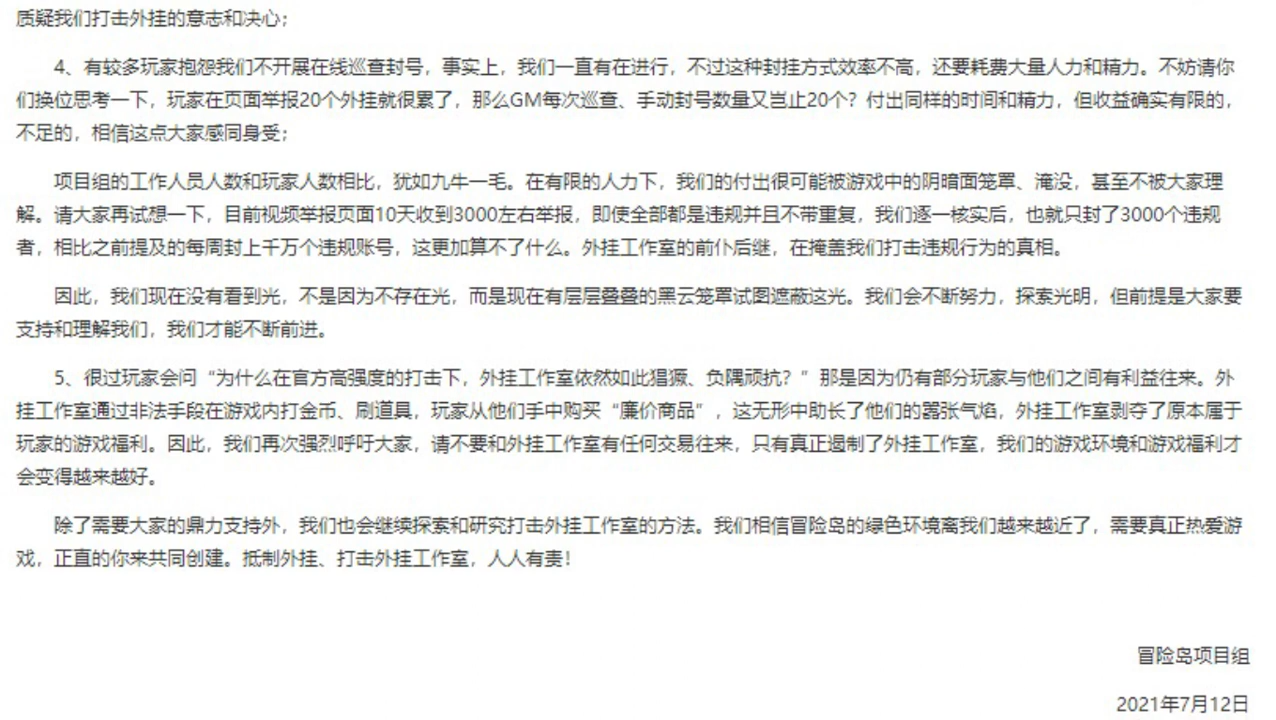 质疑我们打击外挂的意志和决心；
4、有较多玩家抱怨我们不开展在线巡查封号，事实上，我们一直有在进行，不过这种封挂方式效率不高，还要耗费大量人力和精力。不妨请你
们换位思考一下，玩家在页面举报20个外挂就很累了，那么GM每次巡查、手动封号数量又岂止20个？付出同样的时间和精力，但收益确实有限的，
不足的，相信这点大家感同身受；
项目组的工作人员人数和玩家人数相比，犹如九牛一毛。在有限的人力下，我们的付出很可能被游戏中的阴暗面笼罩、淹没，甚至不被大家理
解。请大家再试想一下，目前视频举报页面10天收到3000左右举报，即使全部都是违规并且不带重复，我们逐一核实后，也就只封了3000个违规
者，相比之前提及的每周封上千万个违规账号，这更加算不了什么。外挂工作室的前仆后继，在掩盖我们打击违规行为的真相。
因此，我们现在没有看到光，不是因为不存在光，而是现在有层层叠叠的黑云笼罩试图遮蔽这光。我们会不断努力，探索光明，但前提是大家要
支持和理解我们，我们才能不断前进。
5、很过玩家会问“为什么在官方高强度的打击下，外挂工作室依然如此猖獗、负隅顽抗？”那是因为仍有部分玩家与他们之间有利益往来。外
挂工作室通过非法手段在游戏内打金币、刷道具，玩家从他们手中购买“廉价商品”，这无形中助长了他们的嚣张气焰，外挂工作室剥夺了原本属于
玩家的游戏福利。因此，我们再次强烈呼吁大家，请不要和外挂工作室有任何交易往来，只有真正遏制了外挂工作室，我们的游戏环境和游戏福利才
会变得越来越好。
除了需要大家的鼎力支持外，我们也会继续探索和研究打击外挂工作室的方法。我们相信冒险岛的绿色环境离我们越来越近了，需要真正热爱游
戏，正直的你来共同创建。抵制外挂、打击外挂工作室，人人有责！
冒险岛项目组
2021年7月12日